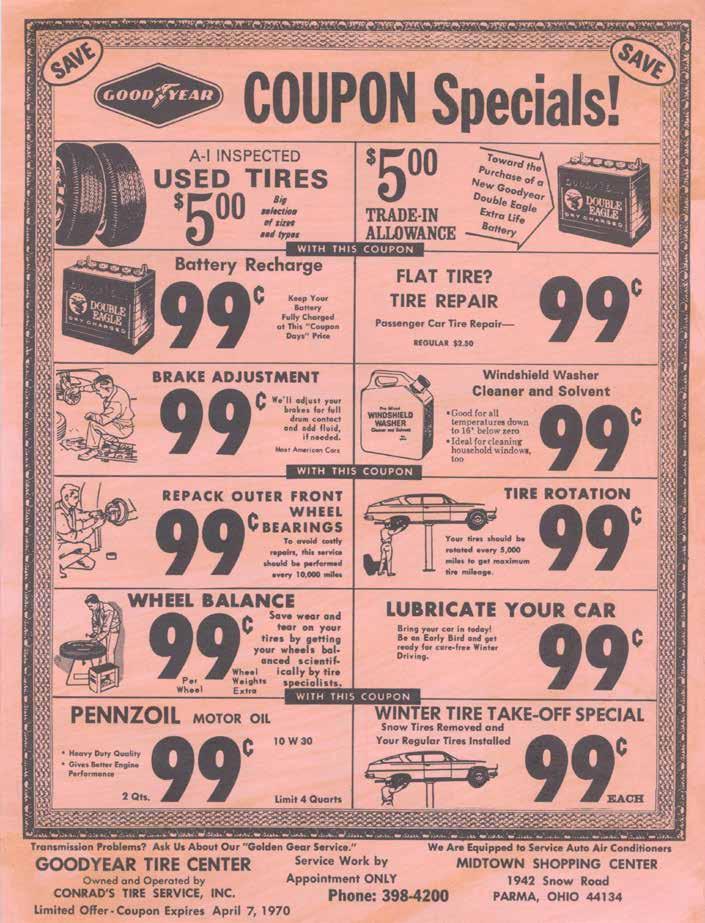 SAVE
SAVE
GOODYEAR
COUPON Specials!
A-I INSPECTED
USED TIRES
$5.00
Big
selection
of sizes
and types
$5.00
TRADE-IN
ALLOWANCE
Toward the
Purchase of a
New Goodyear
Double Eagle
Extra Life
Battery
DOUBLE
EAGLE
DRY CHARGED
WITH THIS COUPON
Battery Recharge
DOUBLE
EAGLE
DRY CHARGED
99¢
Keep Your
Battery
Fully Charged
at This "Coupon
Days" Price
FLAT TIRE?
TIRE REPAIR
Passenger Car Tire Repair—
REGULAR $2.50
99¢
BRAKE ADJUSTMENT
99¢
We'll adjust your
brakes for full
drum contact
and add fluid,
if needed.
Most American Cars
Windshield Washer
Cleaner and Solvent
Pre Mixed
WINDSHIELD
WASHER
Cleaner and Solvent
• Good for all
temperatures down
to 16° below zero
• Ideal for cleaning
household windows,
too
99¢
WITH THIS COUPON
REPACK OUTER FRONT
WHEEL
BEARINGS
99¢
To avoid costly
repairs, this service
should be performed
every 10,000 miles
TIRE ROTATION
Your tires should be
rotated every 5,000
miles to get maximum
tire mileage.
99¢
WHEEL BALANCE
99¢
Per
Wheel
Wheel
Weights
Extra
Save wear and
tear on your
tires by getting
your wheels bal-
anced scientif-
ically by tire
specialists.
LUBRICATE YOUR CAR
Bring your car in today!
Be an Early Bird and get
ready for care-free Winter
Driving.
99¢
WITH THIS COUPON
PENNZOIL MOTOR OIL
• Heavy Duty Quality
• Gives Better Engine
Performance
99¢
10 W 30
2 Qts.
Limit 4 Quarts
WINTER TIRE TAKE-OFF SPECIAL
Snow Tires Removed and
Your Regular Tires Installed
99¢
EACH
Transmission Problems? Ask Us About Our "Golden Gear Service."
We Are Equipped to Service Auto Air Conditioners
GOODYEAR TIRE CENTER
Owned and Operated by
CONRAD'S TIRE SERVICE, INC.
Limited Offer - Coupon Expires April 7, 1970
Service Work by
Appointment ONLY
Phone: 398-4200
MIDTOWN SHOPPING CENTER
1942 Snow Road
PARMA, OHIO 44134